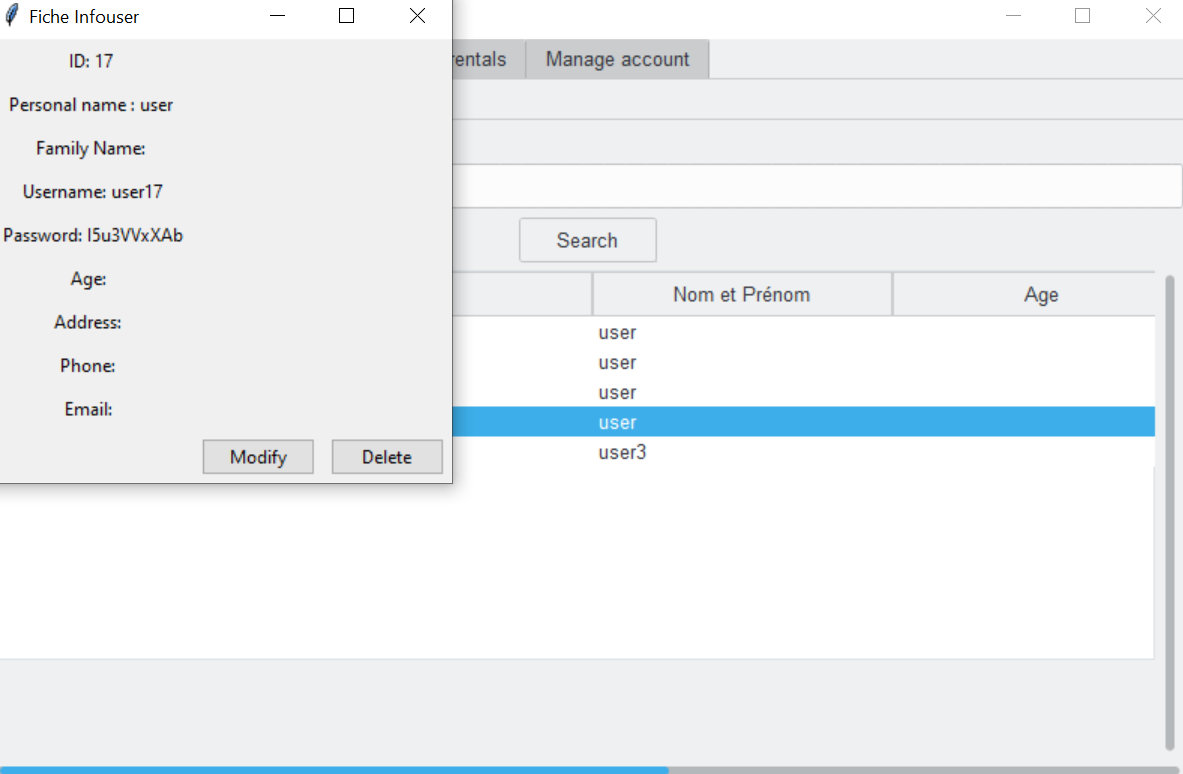 Fiche Infouser
ID: 17
Personal name : user
Family Name:
Username: user17
Password: I5u3VVxXAb
Age:
Address:
Phone:
Email:
Modify Delete
rentals Manage account
Search
Nom et Prénom Age
user
user
user
user
user3